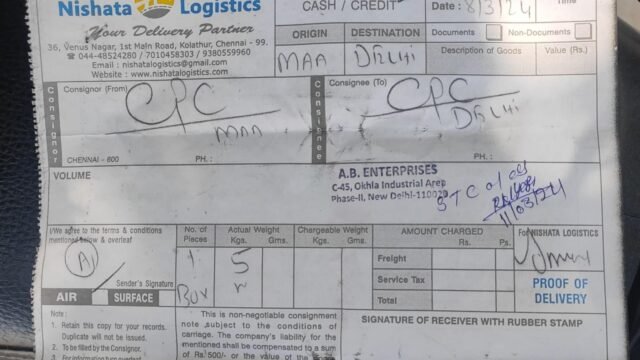 Nishata Logistics
Your Delivery Partner
36, Venus Nagar, 1st Main Road, Kolathur, Chennai - 99.
☎ 044-48524280 / 7010458303 / 9380559960
Email : nishatalogistics@gmail.com
Website : www.nishatalogistics.com
CASH / CREDIT
Date : 8/3/24
Time
ORIGIN DESTINATION
MAA DELHI
Documents
Non-Documents
Description of Goods Value (Rs.)
Consignor
Consignor (From)
CPC
MAA
CHENNAI - 600 PH. :
Consignee
Consignee (To)
CPC
DELHI
PH. :
VOLUME
A.B. ENTERPRISES
C-45, Okhla Industrial Area
Phase-II, New Delhi-110020
11/03/24
I/We agree to the terms & conditions
mentioned below & overleaf
A
Sender's Signature
AIR SURFACE
No. of Pieces
1
Box
Actual Weight
Kgs. Gms.
5
Chargeable Weight
Kgs. Gms.
AMOUNT CHARGED
Rs. Ps.
Freight
Service Tax
Total
For NISHATA LOGISTICS
PROOF OF
DELIVERY
Note :
1. Retain this copy for your records.
Duplicate will not be issued.
2. To be filled by the Consignor.
3. For information
This is non-negotiable consignment
note subject to the conditions of
carriage. The company's liability for
the mentioned shall be compensated to a
sum of Rs. 500/- or the value of the
SIGNATURE OF RECEIVER WITH RUBBER STAMP